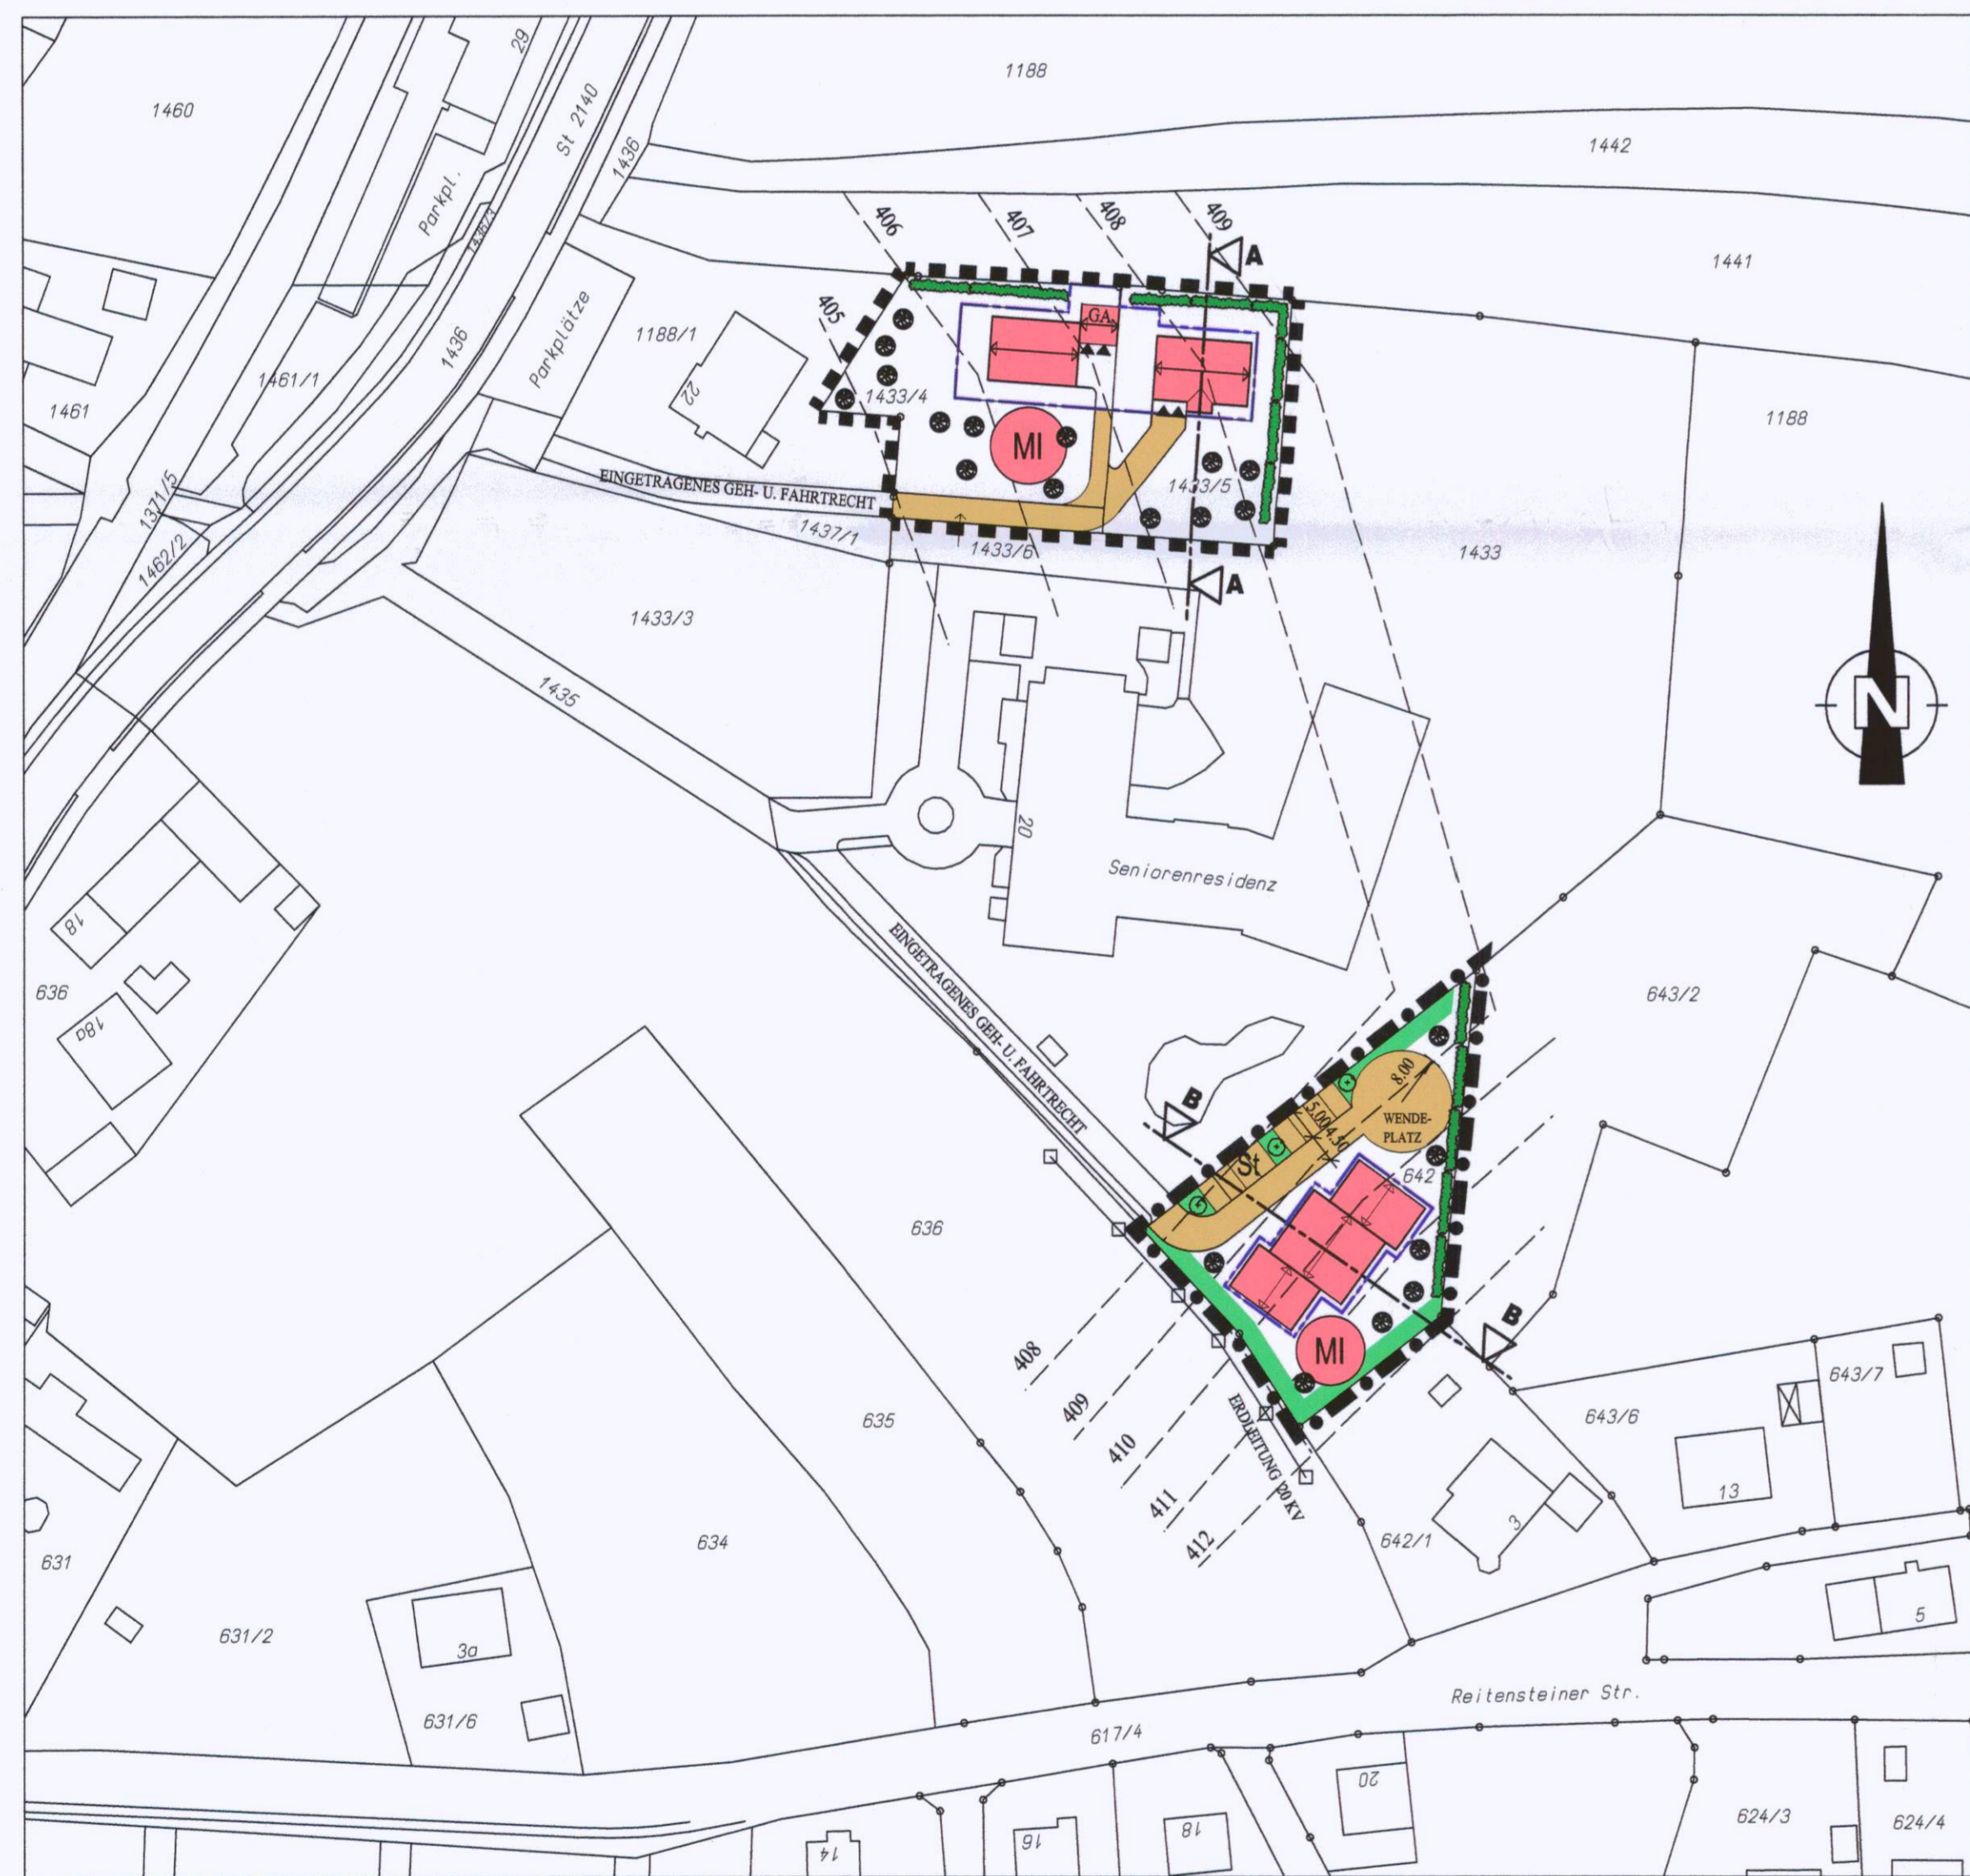 1188
29
1460
St 2140
1436
1442
Parkpl.
1436/3
406
407
408
409
A
1441
405
Parkplätze
1188/1
GA
1436
1461/1
22
1433/4
1461
MI
1188
EINGETRAGENES GEH- U. FAHRTRECHT
1433/5
1371/5
1437/1
1433/6
1433
1462/2
A
1433/3
1435
N
20
Seniorenresidenz
18
636
18a
EINGETRAGENES GEH- U. FAHRTRECHT
643/2
8.00
B
5.00
4.50
WENDE-
PLATZ
St
642
636
B
MI
408
409
410
411
412
ERDLEITUNG 20 KV
643/7
643/6
635
13
3
634
642/1
631
5
631/2
3a
Reitensteiner Str.
631/6
617/4
20
624/3
624/4
18
16
14